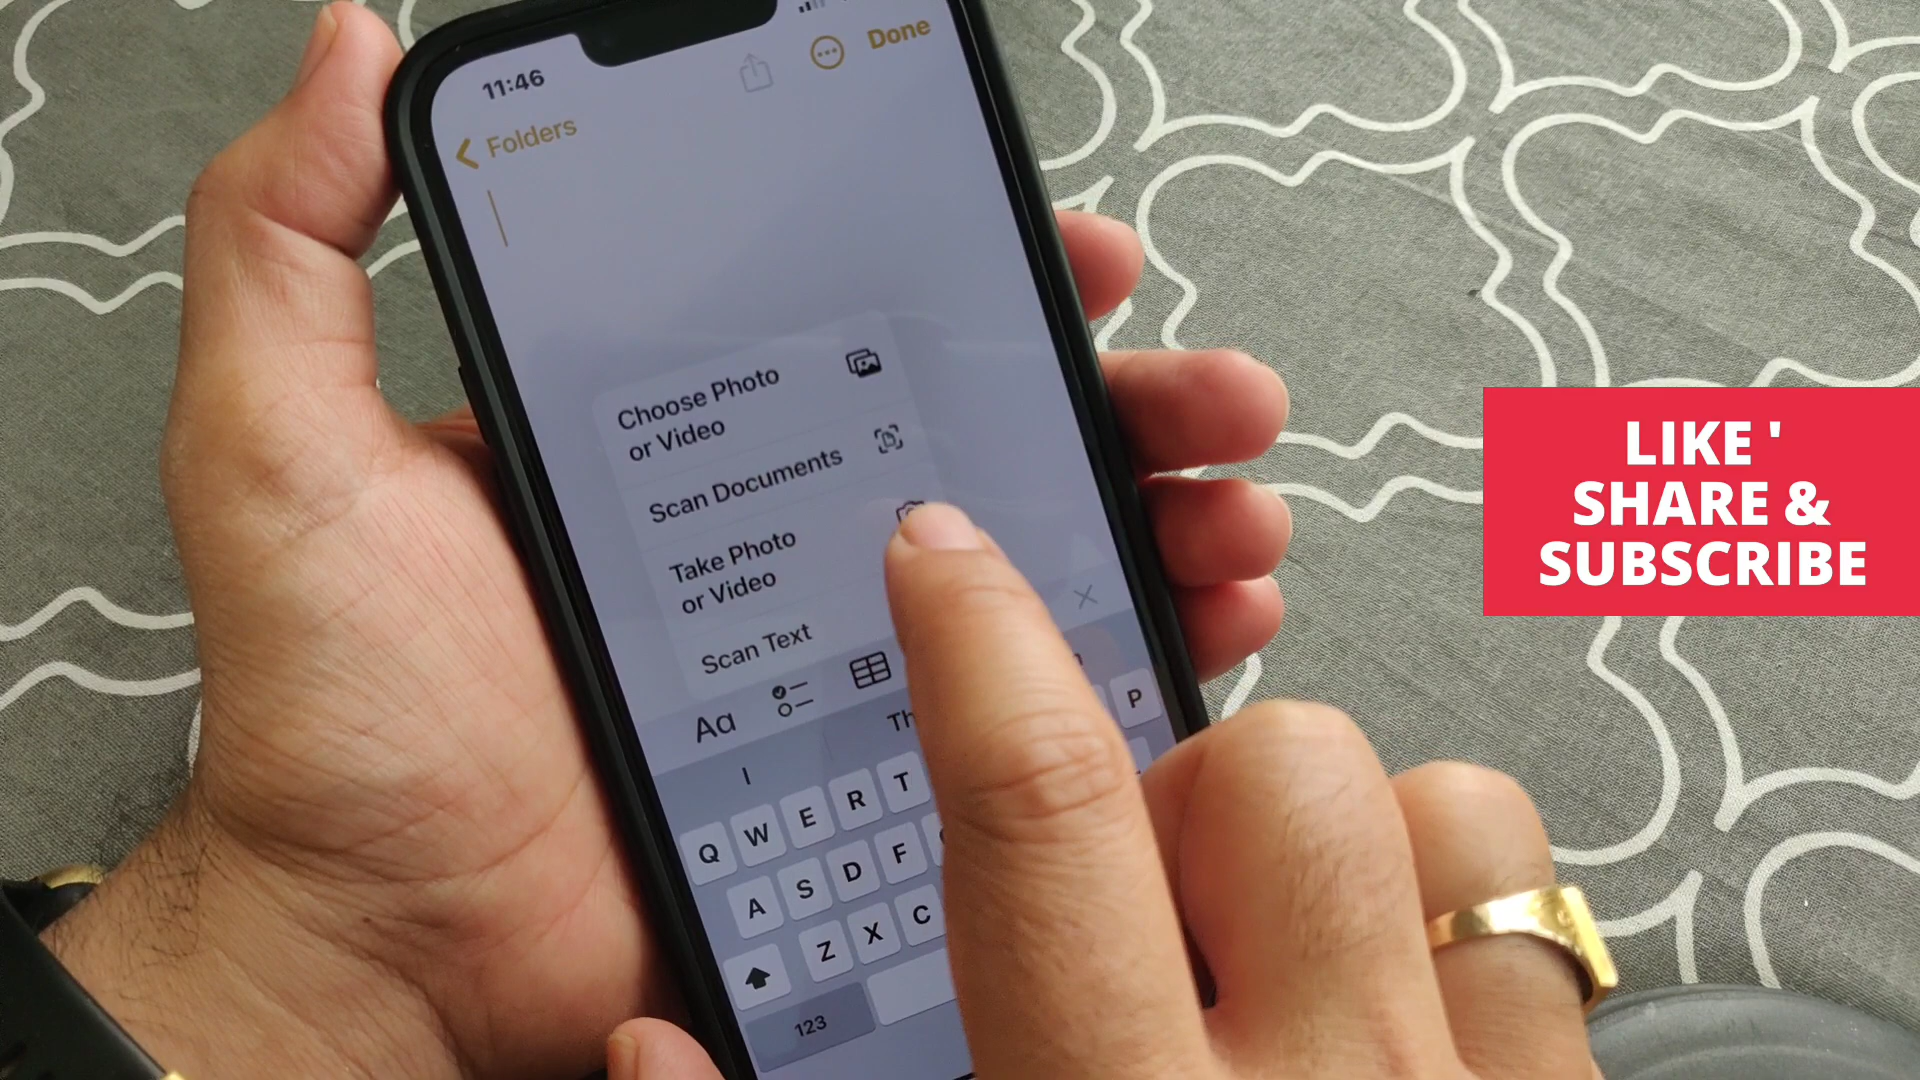 11:46
Done
Folders
Choose Photo
or Video
Scan Documents
Take Photo
or Video
Scan Text
Aa
I
Th
Q W E R T P
A S D F
Z X C
123
LIKE '
SHARE &
SUBSCRIBE